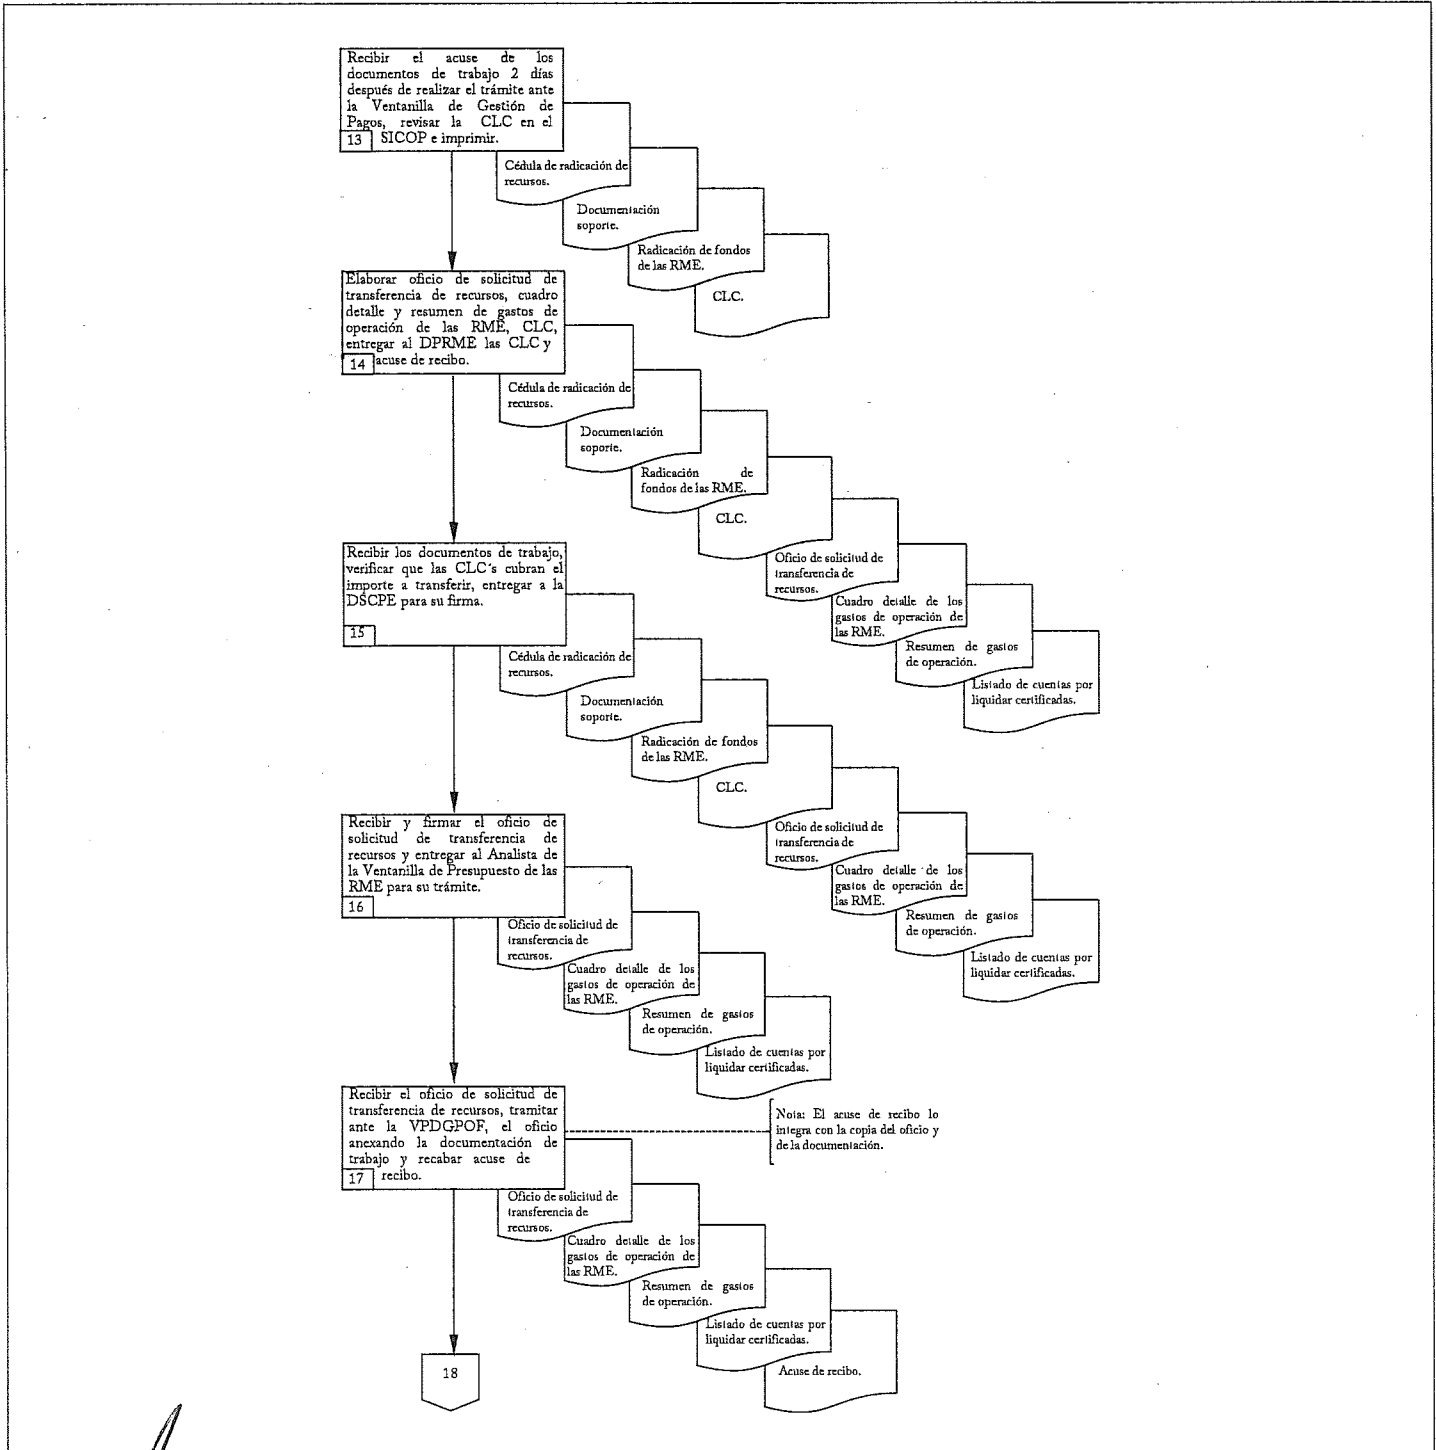 Recibir el acuse de los
documentos de trabajo 2 días
después de realizar el trámite ante
la Ventanilla de Gestión de
Pagos, revisar la CLC en el
13 SICOP e imprimir.
Cédula de radicación de
recursos.
Documentación
soporte.
Radicación de fondos
de las RME.
CLC.
Elaborar oficio de solicitud de
transferencia de recursos, cuadro
detalle y resumen de gastos de
operación de las RME, CLC,
entregar al DPRME las CLC y
14 acuse de recibo.
Cédula de radicación de
recursos.
Documentación
soporte.
Radicación de
fondos de las RME.
CLC.
Oficio de solicitud de
transferencia de
recursos.
Cuadro detalle de los
gastos de operación de
las RME.
Resumen de gastos
de operación.
Listado de cuentas por
liquidar certificadas.
Recibir los documentos de trabajo,
verificar que las CLC´s cubran el
importe a transferir, entregar a la
DSCPE para su firma.
15
Cédula de radicación de
recursos.
Documentación
soporte.
Radicación de fondos
de las RME.
CLC.
Oficio de solicitud de
transferencia de
recursos.
Cuadro detalle de los
gastos de operación de
las RME.
Resumen de gastos
de operación.
Listado de cuentas por
liquidar certificadas.
Recibir y firmar el oficio de
solicitud de transferencia de
recursos y entregar al Analista de
la Ventanilla de Presupuesto de las
RME para su trámite.
16
Oficio de solicitud de
transferencia de
recursos.
Cuadro detalle de los
gastos de operación de
las RME.
Resumen de gastos
de operación.
Listado de cuentas por
liquidar certificadas.
Recibir el oficio de solicitud de
transferencia de recursos, tramitar
ante la VPDGPOF, el oficio
anexando la documentación de
trabajo y recabar acuse de
17 recibo.
Nota: El acuse de recibo lo
integra con la copia del oficio y
de la documentación.
Oficio de solicitud de
transferencia de
recursos.
Cuadro detalle de los
gastos de operación de
las RME.
Resumen de gastos
de operación.
Listado de cuentas por
liquidar certificadas.
Acuse de recibo.
18